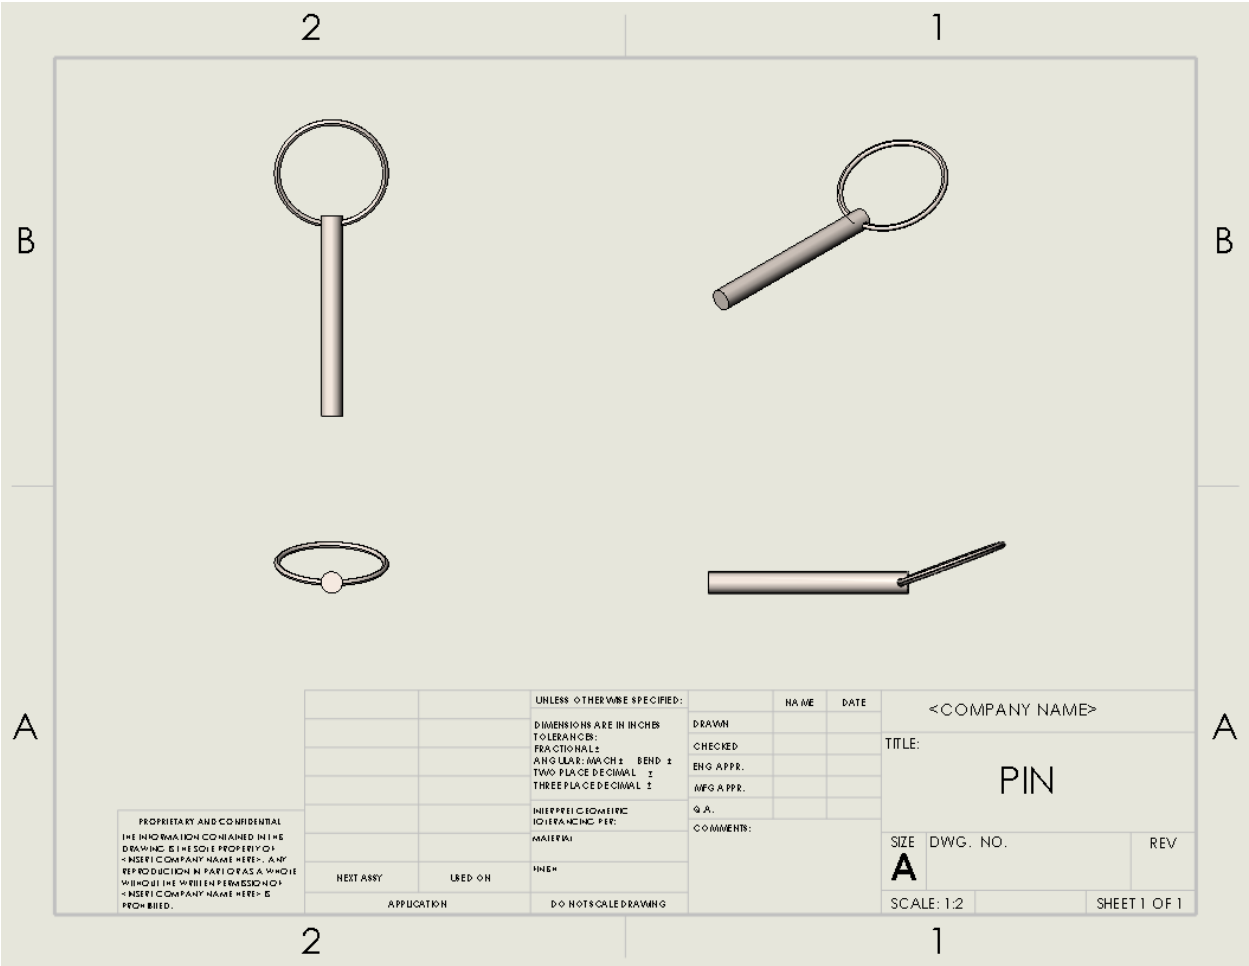 2
1
B
B
A
A
UNLESS OTHERWISE SPECIFIED:
DIMENSIONS ARE IN INCHES
TOLERANCES:
FRACTIONAL ±
ANGULAR: MACH ± BEND ±
TWO PLACE DECIMAL ±
THREE PLACE DECIMAL ±
INTERPRET GEOMETRIC
TOLERANCING PER:
MATERIAL
FINISH
DO NOT SCALE DRAWING
NAME DATE
DRAWN
CHECKED
ENG APPR.
MFG APPR.
Q.A.
COMMENTS:
<COMPANY NAME>
TITLE:
PIN
SIZE DWG. NO. REV
A
SCALE: 1:2 SHEET 1 OF 1
PROPRIETARY AND CONFIDENTIAL
THE INFORMATION CONTAINED IN THIS
DRAWING IS THE SOLE PROPERTY OF
<INSERT COMPANY NAME HERE>. ANY
REPRODUCTION IN PART OR AS A WHOLE
WITHOUT THE WRITTEN PERMISSION OF
<INSERT COMPANY NAME HERE> IS
PROHIBITED.
NEXT ASSY USED ON
APPLICATION
2
1